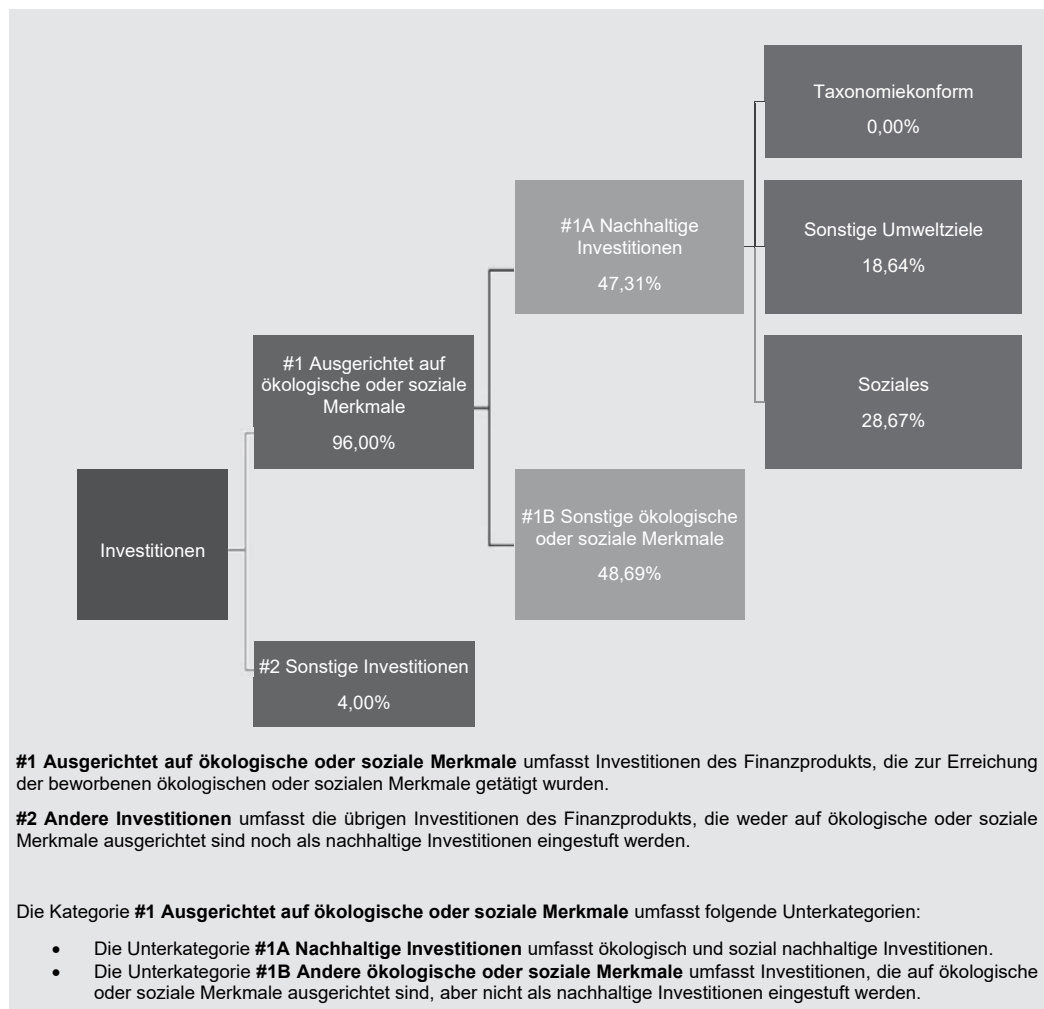 Taxonomiekonform
0,00%
#1A Nachhaltige
Investitionen
47,31%
Sonstige Umweltziele
18,64%
#1 Ausgerichtet auf
ökologische oder soziale
Merkmale
96,00%
Soziales
28,67%
Investitionen
#1B Sonstige ökologische
oder soziale Merkmale
48,69%
#2 Sonstige Investitionen
4,00%
#1 Ausgerichtet auf ökologische oder soziale Merkmale umfasst Investitionen des Finanzprodukts, die zur Erreichung
der beworbenen ökologischen oder sozialen Merkmale getätigt wurden.
#2 Andere Investitionen umfasst die übrigen Investitionen des Finanzprodukts, die weder auf ökologische oder soziale
Merkmale ausgerichtet sind noch als nachhaltige Investitionen eingestuft werden.
Die Kategorie #1 Ausgerichtet auf ökologische oder soziale Merkmale umfasst folgende Unterkategorien:
• Die Unterkategorie #1A Nachhaltige Investitionen umfasst ökologisch und sozial nachhaltige Investitionen.
• Die Unterkategorie #1B Andere ökologische oder soziale Merkmale umfasst Investitionen, die auf ökologische
oder soziale Merkmale ausgerichtet sind, aber nicht als nachhaltige Investitionen eingestuft werden.